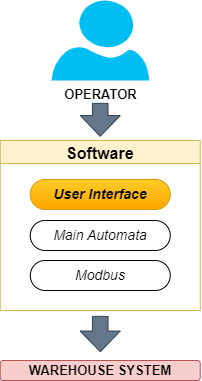 OPERATOR
Software
User Interface
Main Automata
Modbus
WAREHOUSE SYSTEM